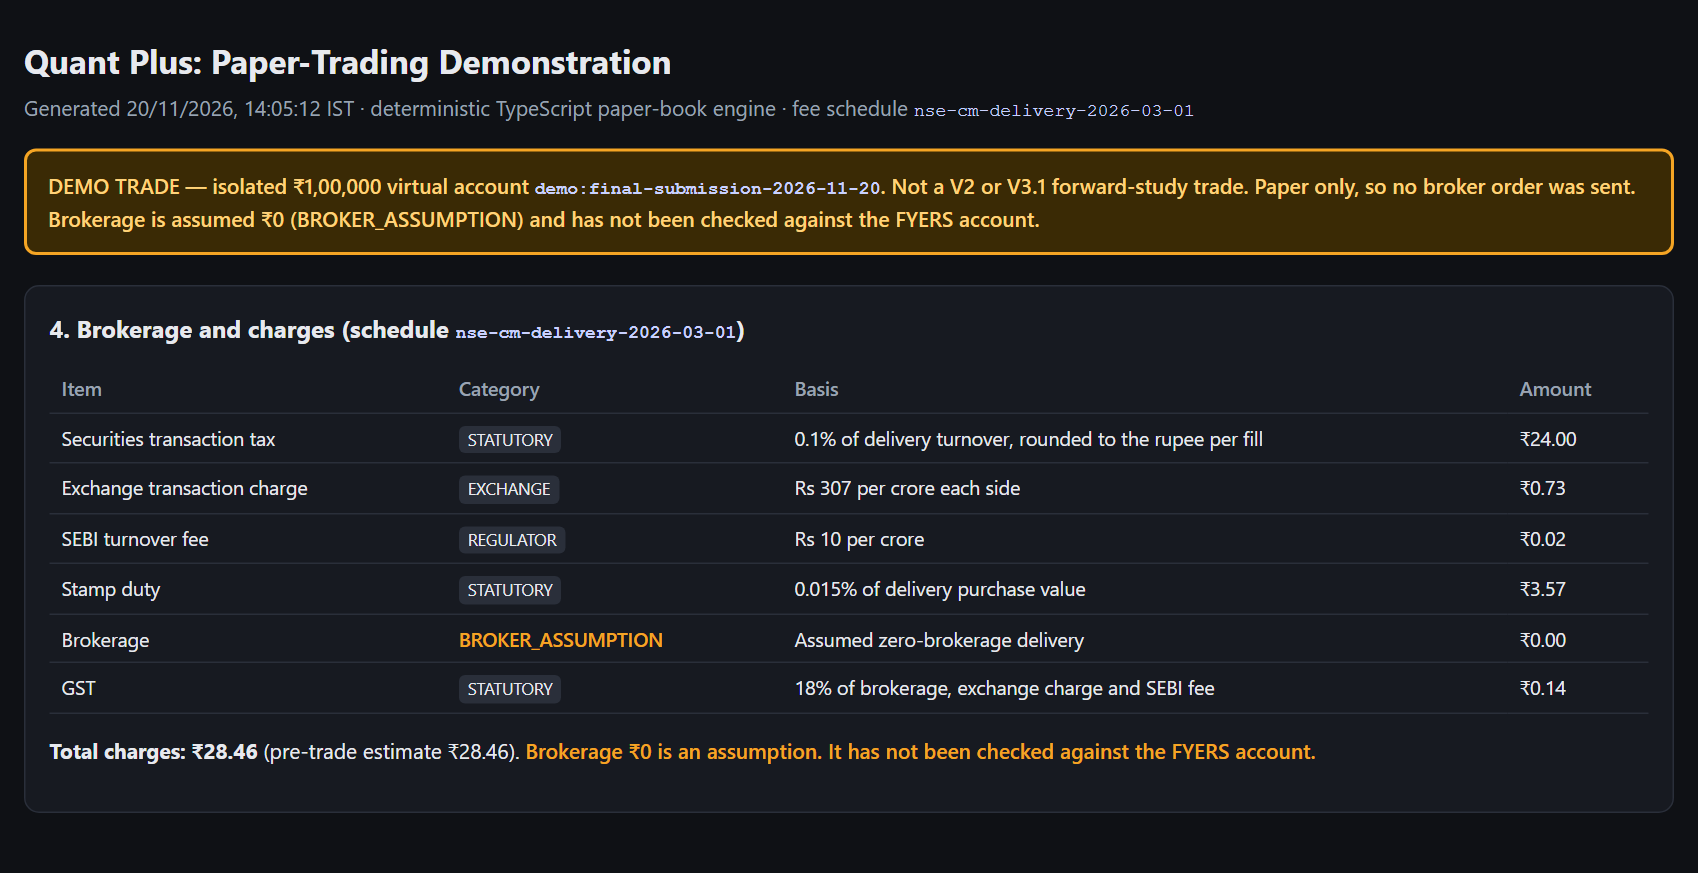 Quant Plus: Paper-Trading Demonstration
Generated 20/11/2026, 14:05:12 IST · deterministic TypeScript paper-book engine · fee schedule nse-cm-delivery-2026-03-01
DEMO TRADE — isolated ₹1,00,000 virtual account demo:final-submission-2026-11-20. Not a V2 or V3.1 forward-study trade. Paper only, so no broker order was sent.
Brokerage is assumed ₹0 (BROKER_ASSUMPTION) and has not been checked against the FYERS account.
4. Brokerage and charges (schedule nse-cm-delivery-2026-03-01)
Item Category Basis Amount
Securities transaction tax STATUTORY 0.1% of delivery turnover, rounded to the rupee per fill ₹24.00
Exchange transaction charge EXCHANGE Rs 307 per crore each side ₹0.73
SEBI turnover fee REGULATOR Rs 10 per crore ₹0.02
Stamp duty STATUTORY 0.015% of delivery purchase value ₹3.57
Brokerage BROKER_ASSUMPTION Assumed zero-brokerage delivery ₹0.00
GST STATUTORY 18% of brokerage, exchange charge and SEBI fee ₹0.14
Total charges: ₹28.46 (pre-trade estimate ₹28.46). Brokerage ₹0 is an assumption. It has not been checked against the FYERS account.